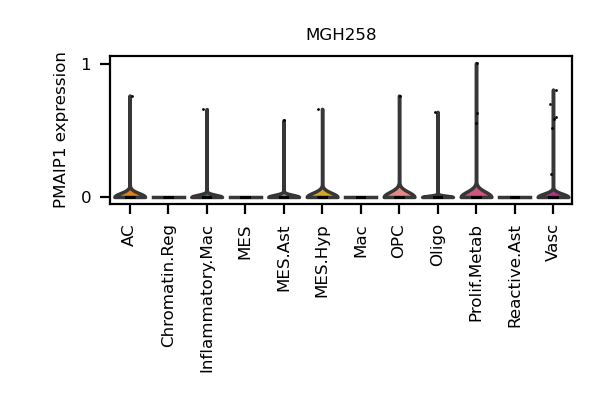 MGH258
PMAIP1 expression
1
0
AC
Chromatin.Reg
Inflammatory.Mac
MES
MES.Ast
MES.Hyp
Mac
OPC
Oligo
Prolif.Metab
Reactive.Ast
Vasc